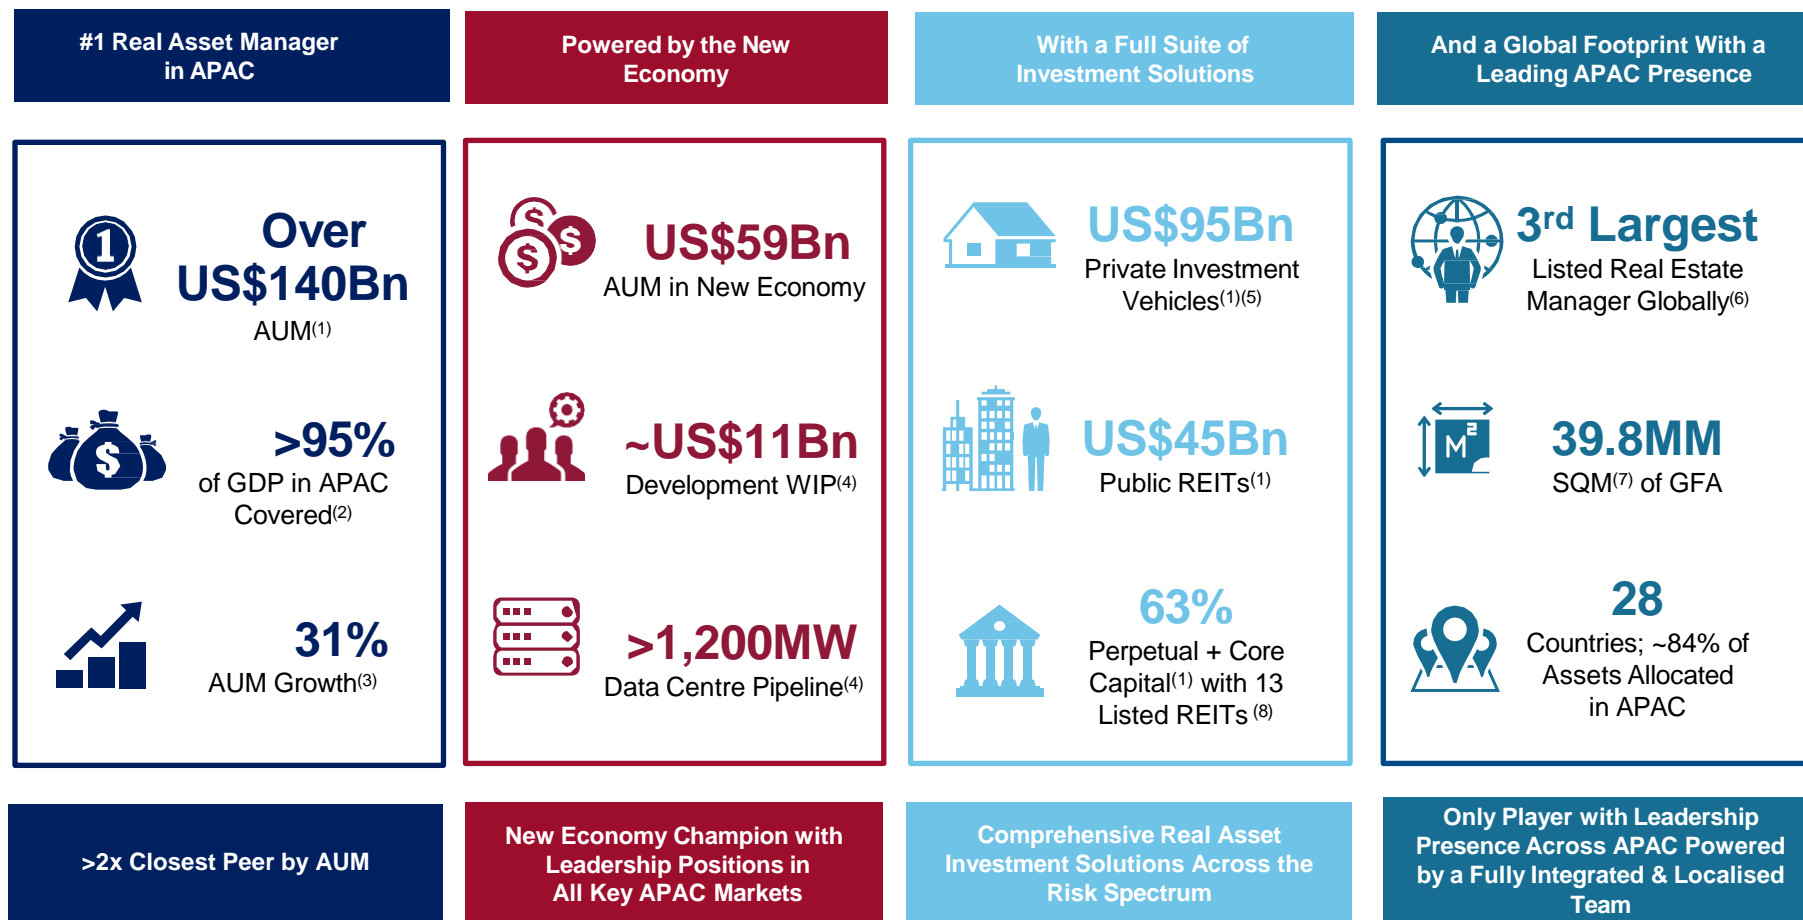 #1 Real Asset Manager
in APAC
Powered by the New
Economy
With a Full Suite of
Investment Solutions
And a Global Footprint With a
Leading APAC Presence
1
Over
US$140Bn
AUM(1)
$
>95%
of GDP in APAC
Covered(2)
31%
AUM Growth(3)
>2x Closest Peer by AUM
$
$
$
US$59Bn
AUM in New Economy
~US$11Bn
Development WIP(4)
>1,200MW
Data Centre Pipeline(4)
New Economy Champion with
Leadership Positions in
All Key APAC Markets
US$95Bn
Private Investment
Vehicles(1)(5)
US$45Bn
Public REITs(1)
63%
Perpetual + Core
Capital(1) with 13
Listed REITs (8)
Comprehensive Real Asset
Investment Solutions Across the
Risk Spectrum
3rd Largest
Listed Real Estate
Manager Globally(6)
M2
39.8MM
SQM(7) of GFA
28
Countries; ~84% of
Assets Allocated
in APAC
Only Player with Leadership
Presence Across APAC Powered
by a Fully Integrated & Localised
Team